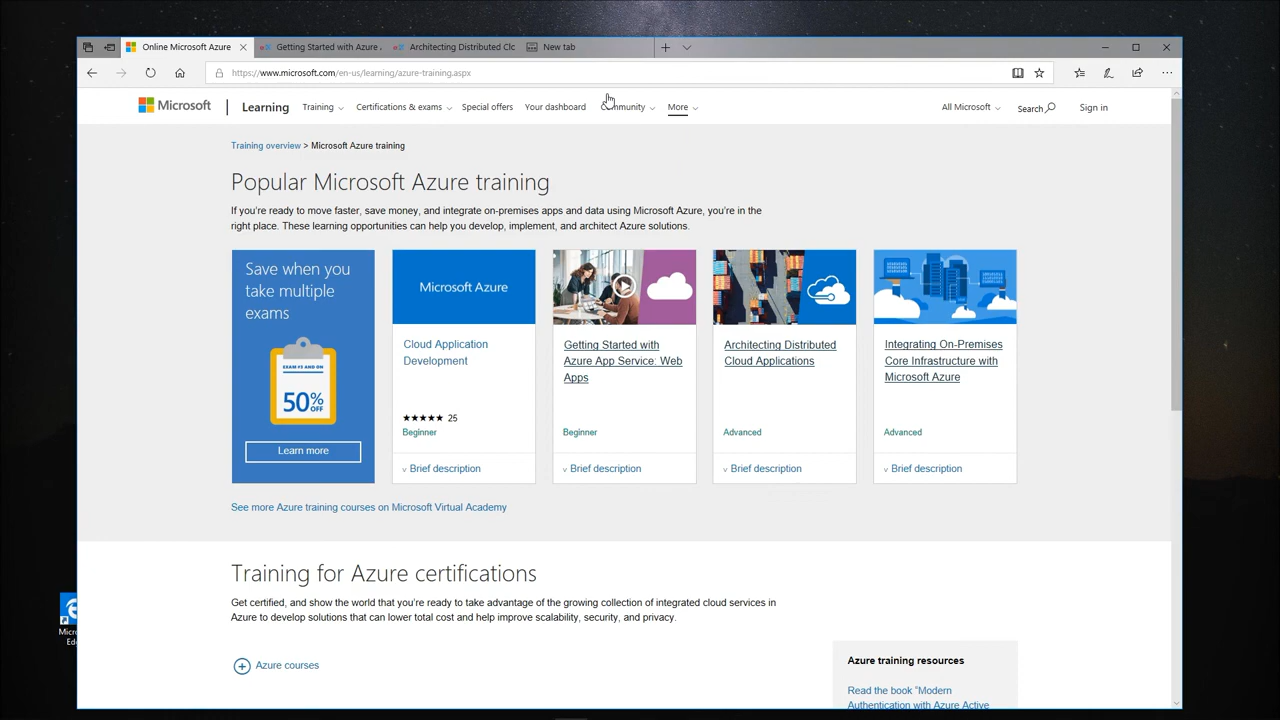 Online Microsoft Azure
Getting Started with Azure
Architecting Distributed Clc
New tab
https://www.microsoft.com/en-us/learning/azure-training.aspx
Microsoft
Learning
Training
Certifications & exams
Special offers
Your dashboard
Community
More
All Microsoft
Search
Sign in
Training overview > Microsoft Azure training
Popular Microsoft Azure training
If you're ready to move faster, save money, and integrate on-premises apps and data using Microsoft Azure, you're in the
right place. These learning opportunities can help you develop, implement, and architect Azure solutions.
Save when you
take multiple
exams
EXAM #3 AND ON
50% OFF
Learn more
Microsoft Azure
Cloud Application
Development
★★★★★ 25
Beginner
Brief description
Getting Started with
Azure App Service: Web
Apps
Beginner
Brief description
Architecting Distributed
Cloud Applications
Advanced
Brief description
Integrating On-Premises
Core Infrastructure with
Microsoft Azure
Advanced
Brief description
See more Azure training courses on Microsoft Virtual Academy
Training for Azure certifications
Get certified, and show the world that you're ready to take advantage of the growing collection of integrated cloud services in
Azure to develop solutions that can lower total cost and help improve scalability, security, and privacy.
Azure courses
Azure training resources
Read the book "Modern
Authentication with Azure Active
Micro
Ed